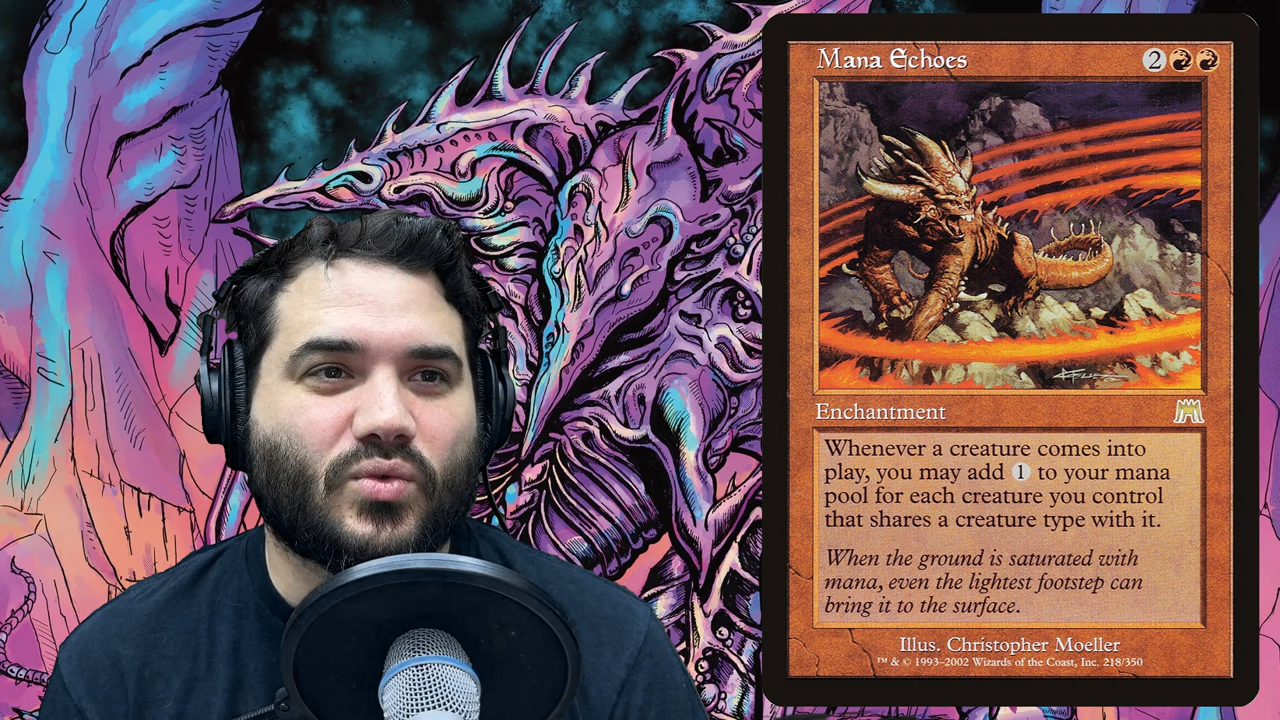 Mana Echoes 2
Enchantment
Whenever a creature comes into
play, you may add 1 to your mana
pool for each creature you control
that shares a creature type with it.
When the ground is saturated with
mana, even the lightest footstep can
bring it to the surface.
Illus. Christopher Moeller
™ & © 1993–2002 Wizards of the Coast, Inc. 218/350